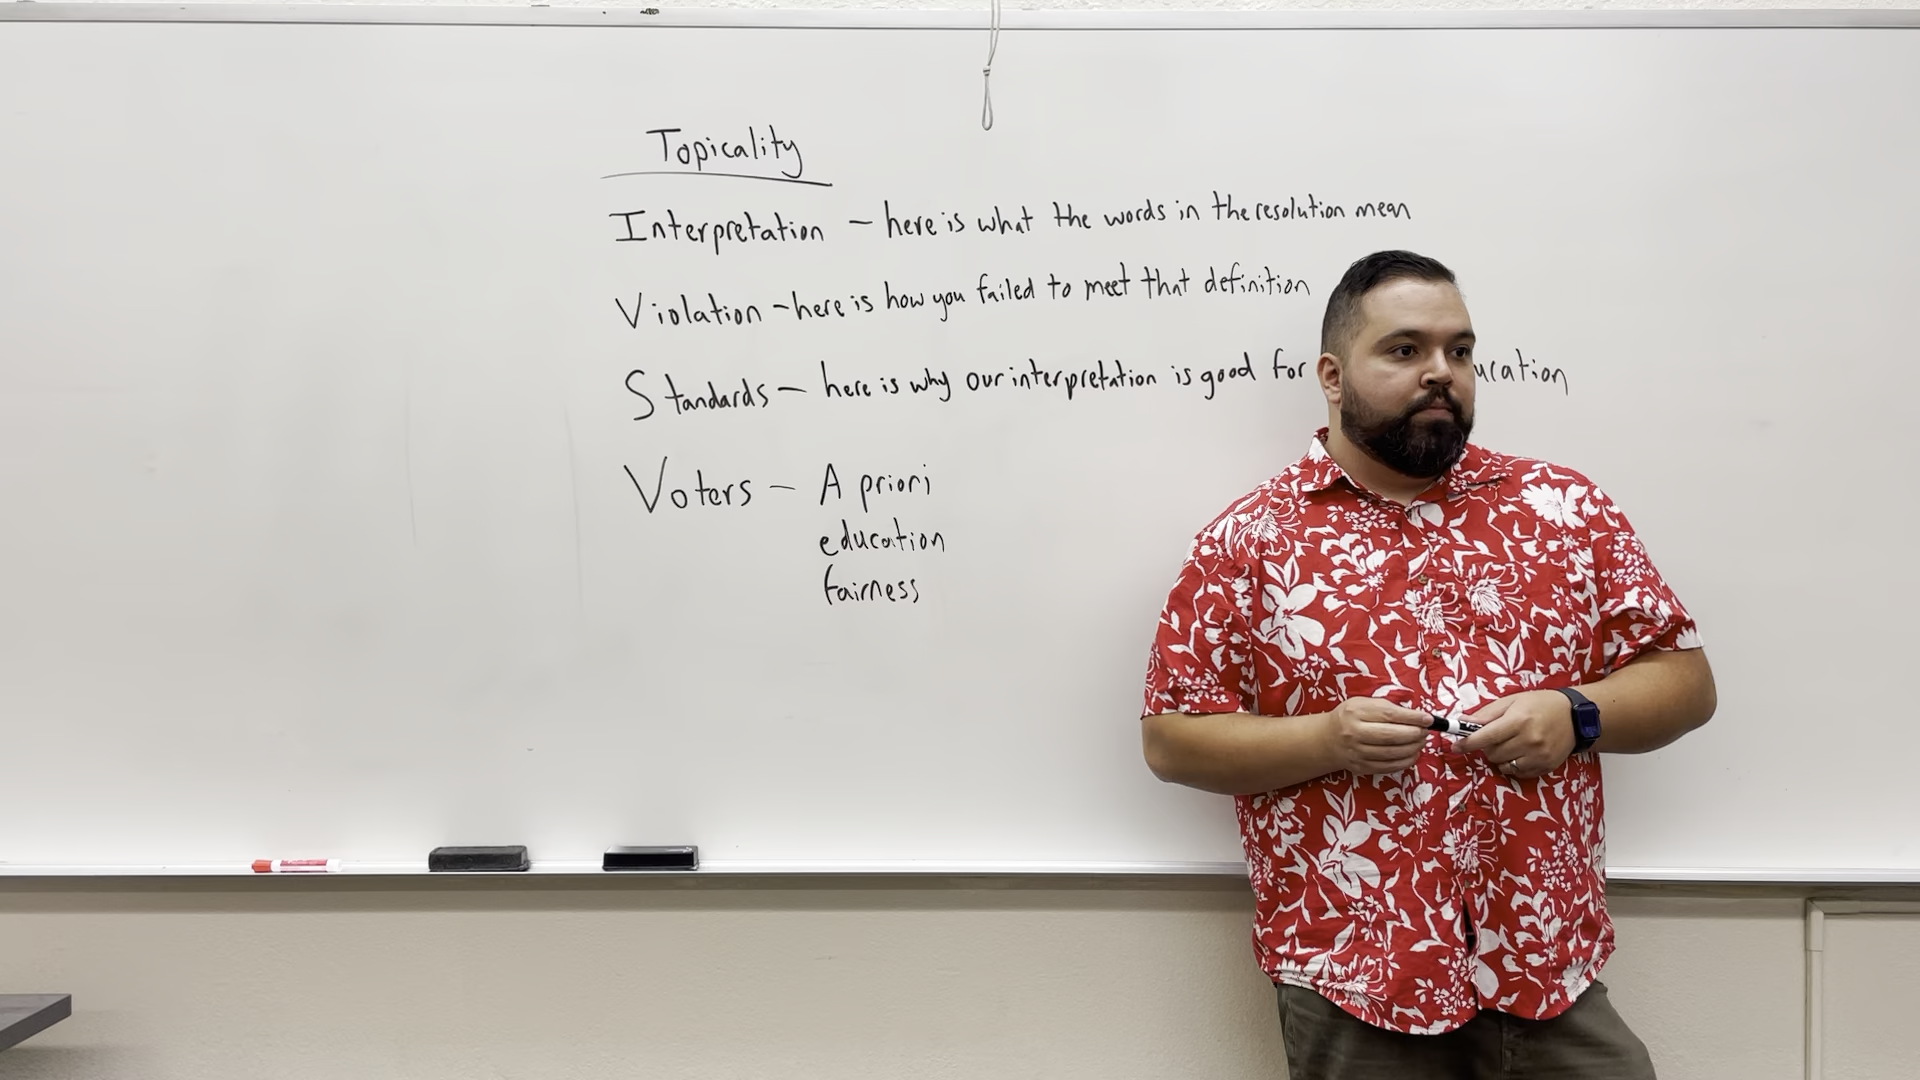 Topicality
Interpretation – here is what the words in the resolution mean
Violation – here is how you failed to meet that definition
Standards – here is why our interpretation is good for ucation
Voters – A priori
education
fairness